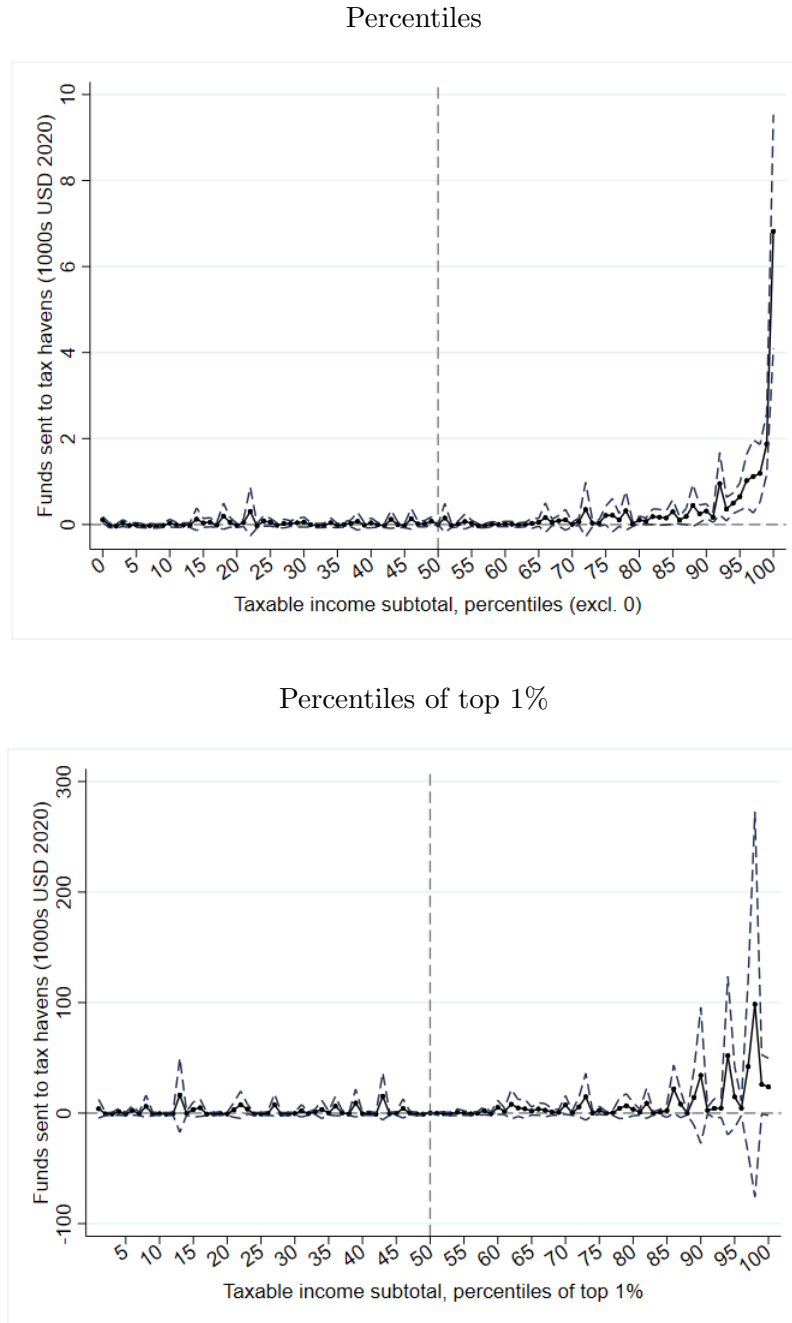 Percentiles
Funds sent to tax havens (1000s USD 2020)
10
8
6
4
2
0
0 5 10 15 20 25 30 35 40 45 50 55 60 65 70 75 80 85 90 95 100
Taxable income subtotal, percentiles (excl. 0)
Percentiles of top 1%
Funds sent to tax havens (1000s USD 2020)
300
200
100
0
-100
5 10 15 20 25 30 35 40 45 50 55 60 65 70 75 80 85 90 95 100
Taxable income subtotal, percentiles of top 1%